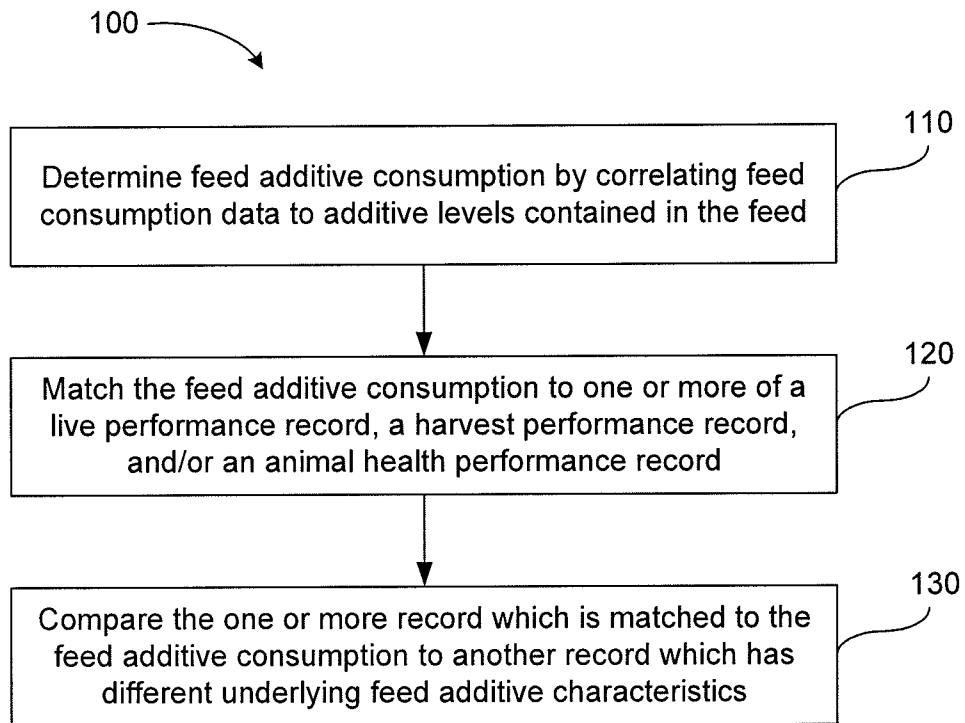 100
110
Determine feed additive consumption by correlating feed
consumption data to additive levels contained in the feed
120
Match the feed additive consumption to one or more of a
live performance record, a harvest performance record,
and/or an animal health performance record
130
Compare the one or more record which is matched to the
feed additive consumption to another record which has
different underlying feed additive characteristics